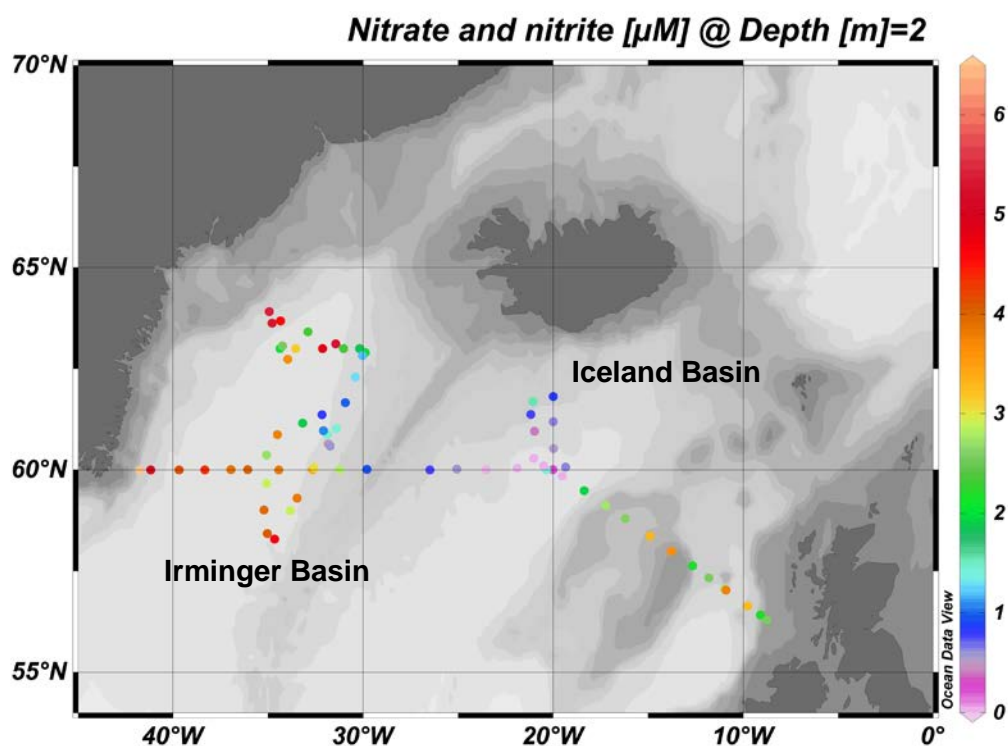 Nitrate and nitrite [µM] @ Depth [m]=2
70°N
65°N
60°N
55°N
40°W
30°W
20°W
10°W
0°
Iceland Basin
Irminger Basin
Ocean Data View
6
5
4
3
2
1
0